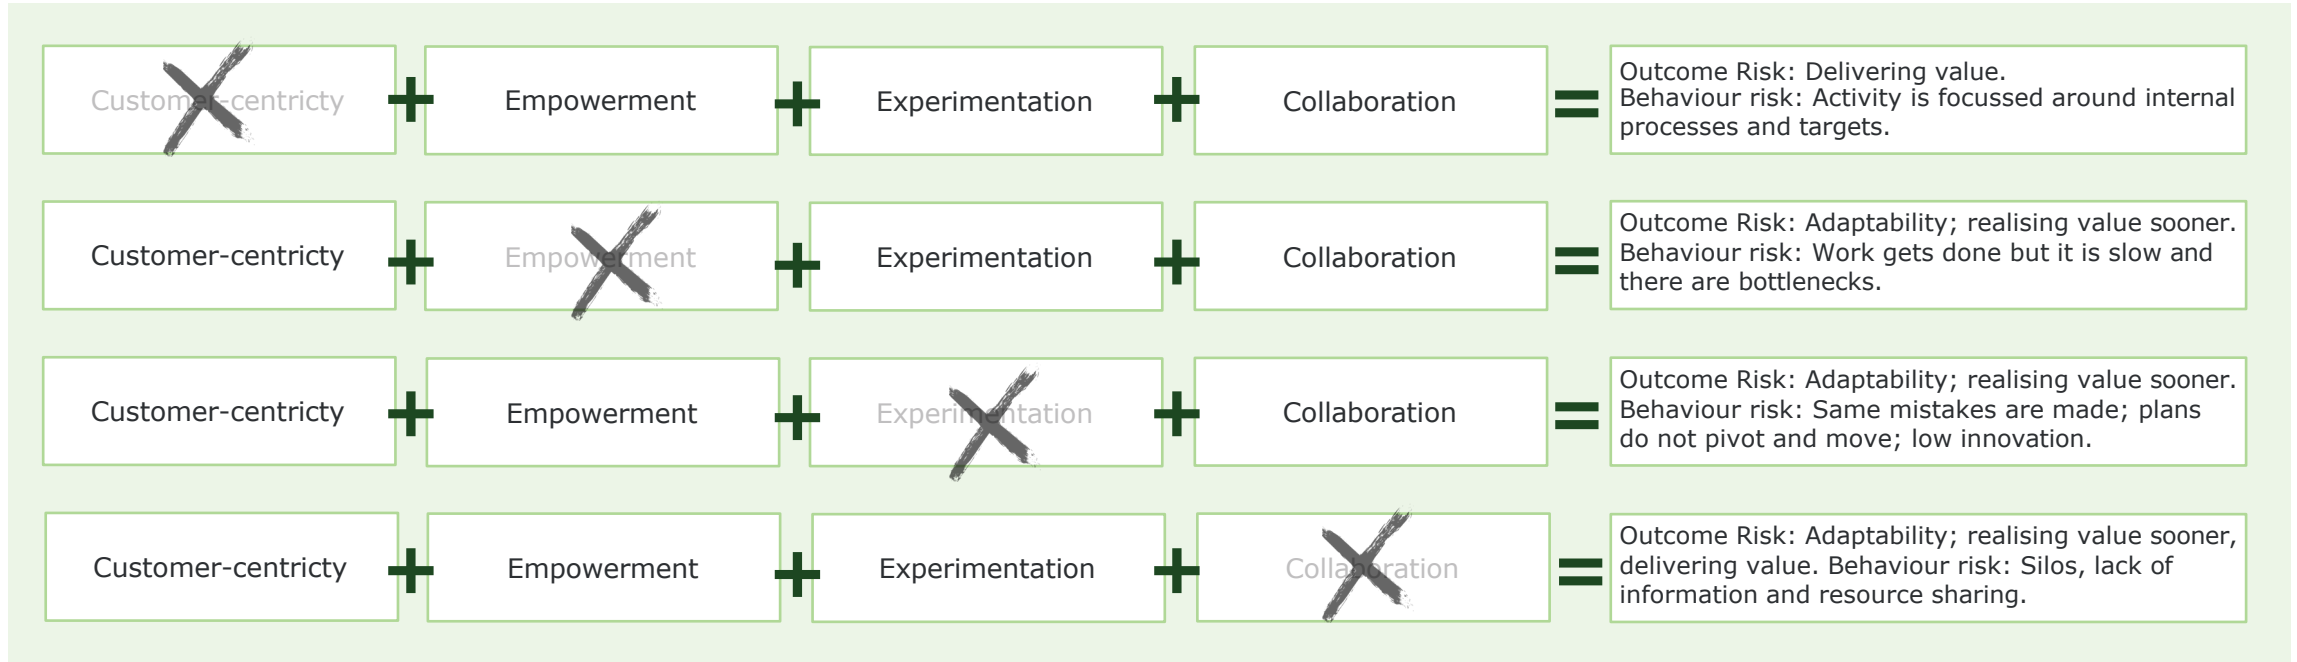 Customer-centricty + Empowerment + Experimentation + Collaboration =
Outcome Risk: Delivering value.
Behaviour risk: Activity is focussed around internal
processes and targets.
Customer-centricty + Empowerment + Experimentation + Collaboration =
Outcome Risk: Adaptability; realising value sooner.
Behaviour risk: Work gets done but it is slow and
there are bottlenecks.
Customer-centricty + Empowerment + Experimentation + Collaboration =
Outcome Risk: Adaptability; realising value sooner.
Behaviour risk: Same mistakes are made; plans
do not pivot and move; low innovation.
Customer-centricty + Empowerment + Experimentation + Collaboration =
Outcome Risk: Adaptability; realising value sooner,
delivering value. Behaviour risk: Silos, lack of
information and resource sharing.